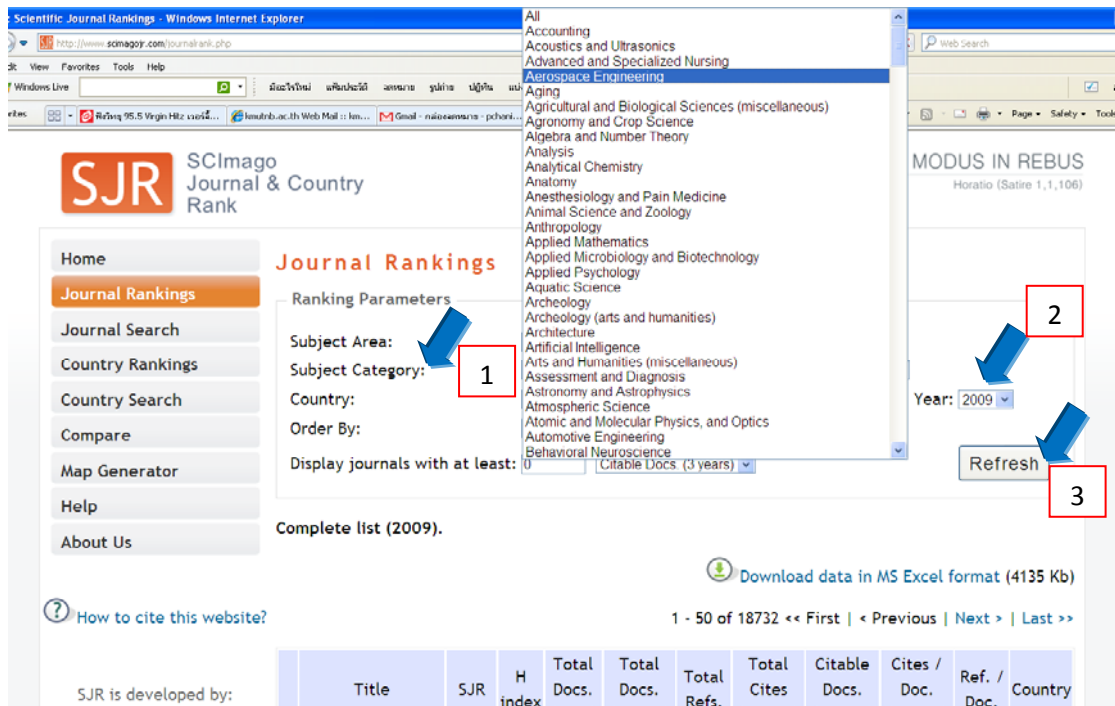 Scientific Journal Rankings - Windows Internet Explorer
http://www.scimagojr.com/journalrank.php
Web Search
View Favorites Tools Help
Windows Live
Page Safety Tools
SJR
SCImago
Journal
& Country
Rank
MODUS IN REBUS
Horatio (Satire 1,1,106)
Home
Journal Rankings
Journal Search
Country Rankings
Country Search
Compare
Map Generator
Help
About Us
How to cite this website?
SJR is developed by:
Journal Rankings
Ranking Parameters
Subject Area:
Subject Category:
Country:
Order By:
Display journals with at least: 0 Citable Docs. (3 years)
All
Accounting
Acoustics and Ultrasonics
Advanced and Specialized Nursing
Aerospace Engineering
Aging
Agricultural and Biological Sciences (miscellaneous)
Agronomy and Crop Science
Algebra and Number Theory
Analysis
Analytical Chemistry
Anatomy
Anesthesiology and Pain Medicine
Animal Science and Zoology
Anthropology
Applied Mathematics
Applied Microbiology and Biotechnology
Applied Psychology
Aquatic Science
Archeology
Archeology (arts and humanities)
Architecture
Artificial Intelligence
Arts and Humanities (miscellaneous)
Assessment and Diagnosis
Astronomy and Astrophysics
Atmospheric Science
Atomic and Molecular Physics, and Optics
Automotive Engineering
Behavioral Neuroscience
1
2
Year: 2009
Refresh
3
Complete list (2009).
Download data in MS Excel format (4135 Kb)
1 - 50 of 18732 << First | < Previous | Next > | Last >>
Title
SJR
H index
Total Docs.
Total Docs.
Total Refs.
Total Cites
Citable Docs.
Cites / Doc.
Ref. / Doc.
Country